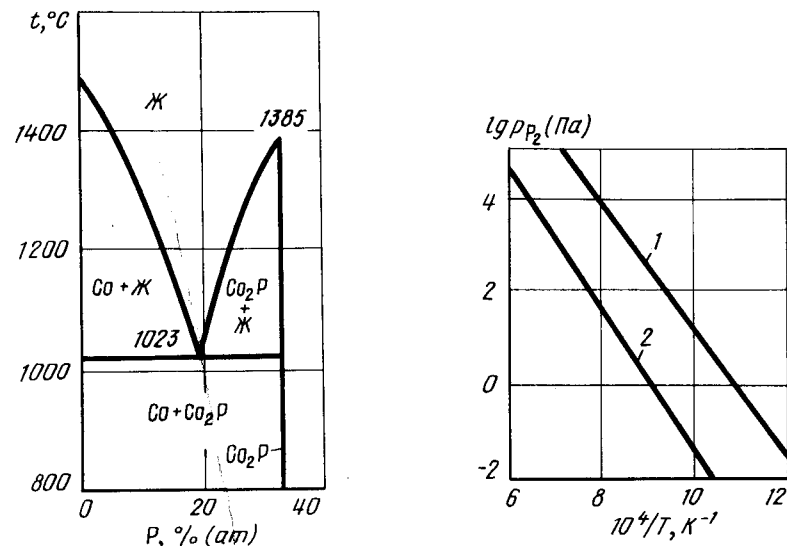 t,°C
1400
1200
1000
800
Ж
1385
Co + Ж
Co₂P
+
Ж
1023
Co + Co₂P
Co₂P
0
20
40
P, % (ат)
lg p_P₂ (Па)
4
2
0
-2
1
2
6
8
10
12
10⁴/T, К⁻¹